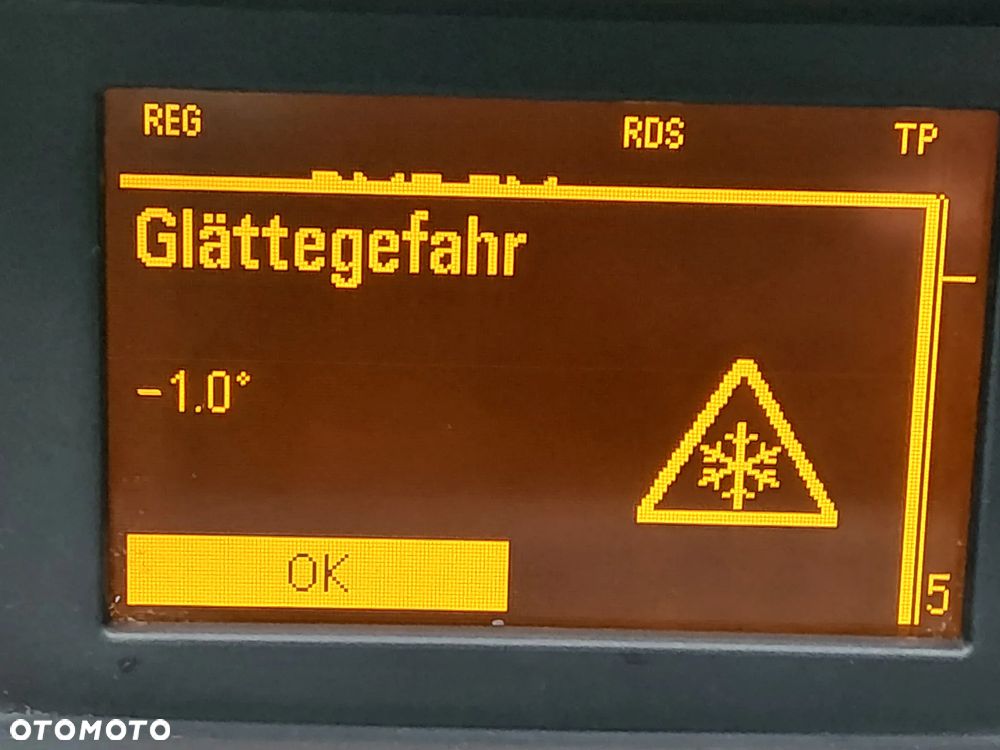 REG RDS TP
Glättegefahr
-1.0°
OK
5
OTOMOTO